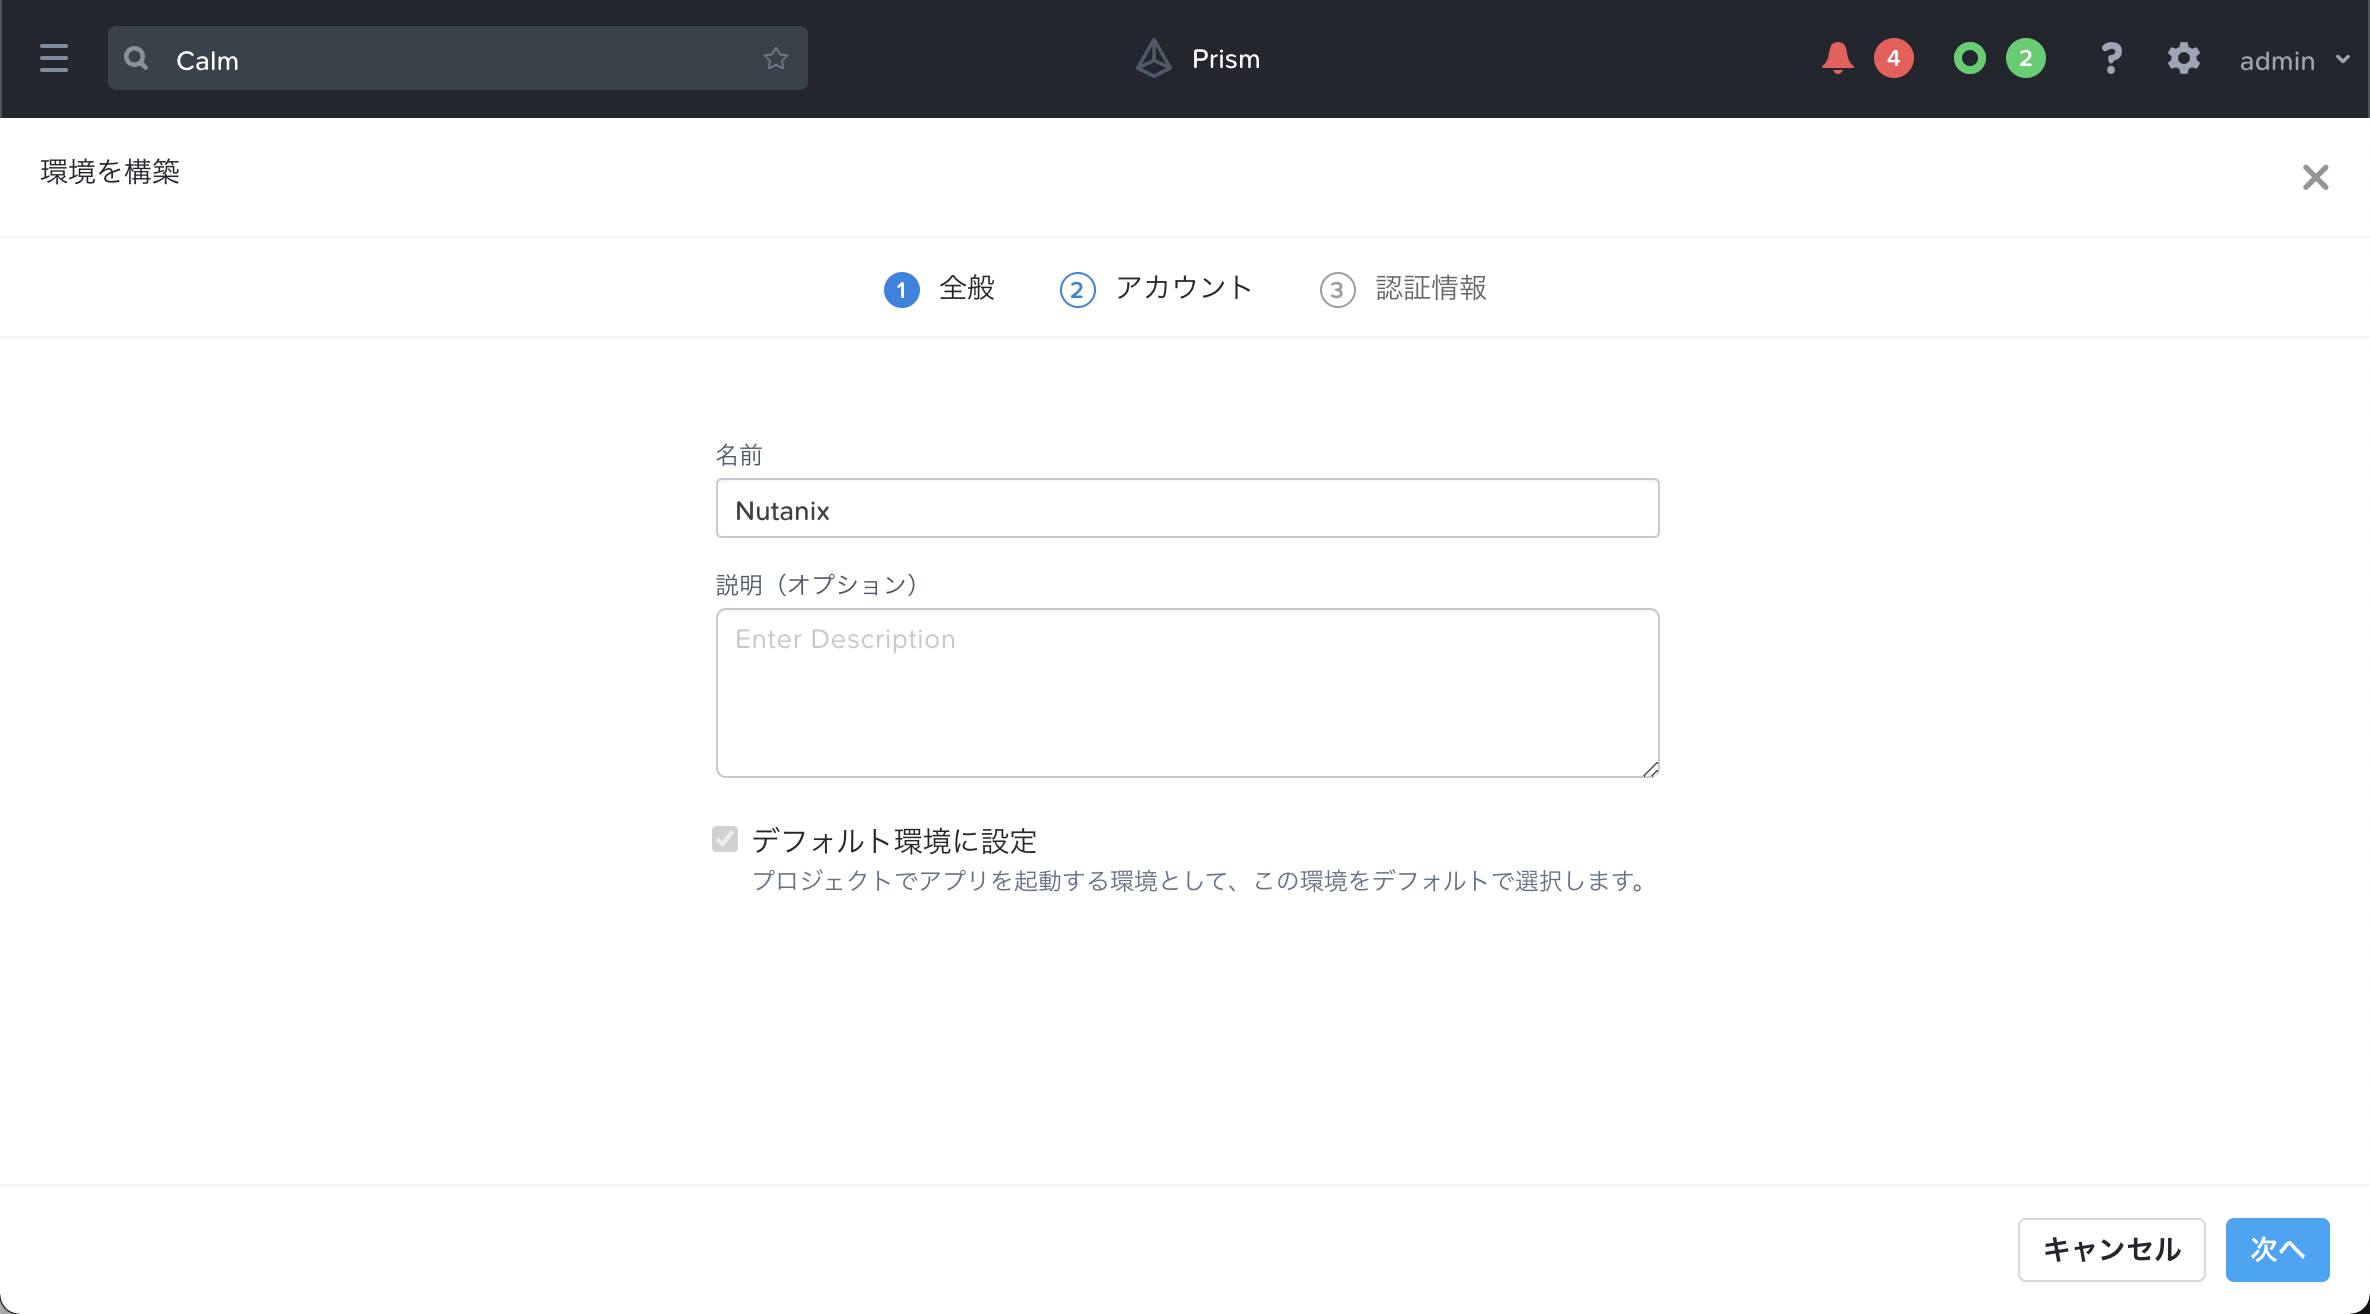 Calm
Prism
4
2
?
admin
環境を構築
1 全般
2 アカウント
3 認証情報
名前
Nutanix
説明（オプション）
Enter Description
デフォルト環境に設定
プロジェクトでアプリを起動する環境として、この環境をデフォルトで選択します。
キャンセル
次へ